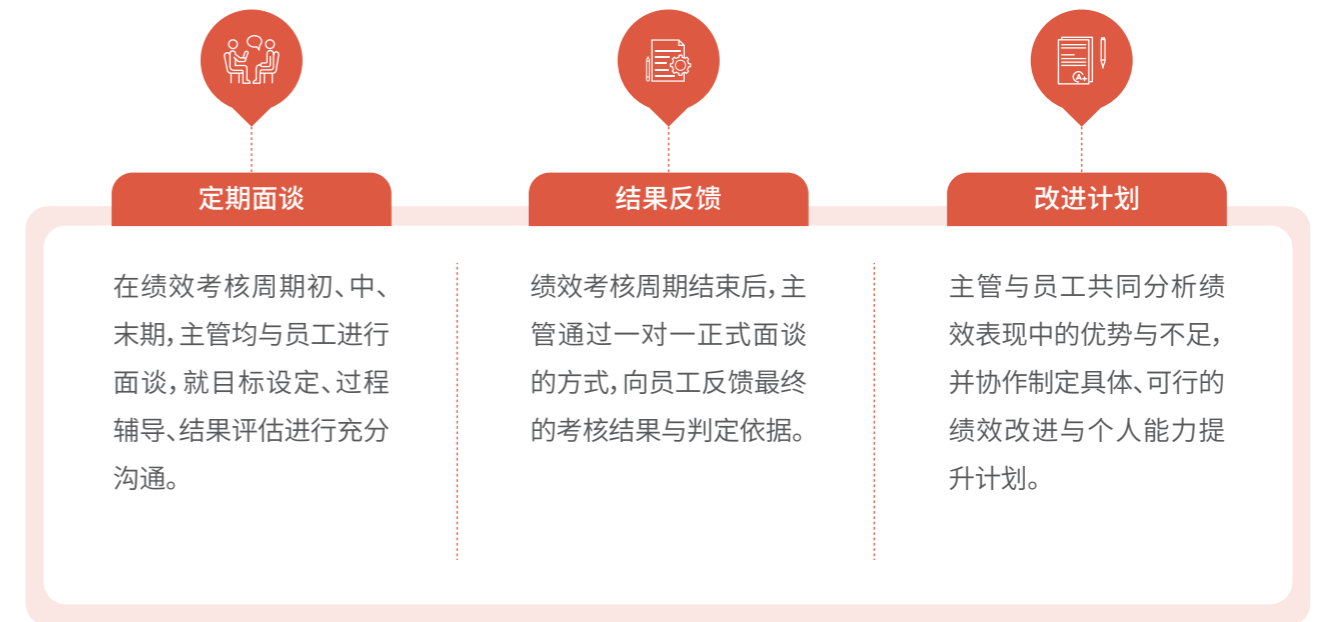 A+
定期面谈
在绩效考核周期初、中、
末期,主管均与员工进行
面谈,就目标设定、过程
辅导、结果评估进行充分
沟通。
结果反馈
绩效考核周期结束后,主
管通过一对一正式面谈
的方式,向员工反馈最终
的考核结果与判定依据。
改进计划
主管与员工共同分析绩
效表现中的优势与不足,
并协作制定具体、可行的
绩效改进与个人能力提
升计划。